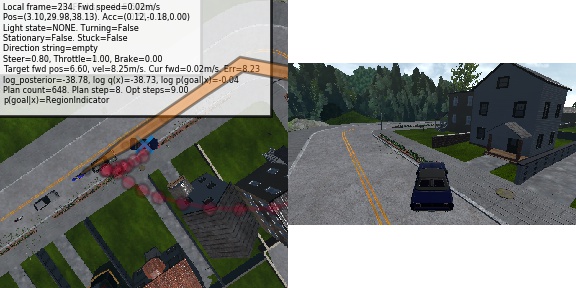 Local frame=234. Fwd speed=0.02m/s
Pos=(3.10,29.98,38.13). Acc=(0.12,-0.18,0.00)
Light state=NONE. Turning=False
Stationary=False. Stuck=False
Direction string=empty
Steer=0.80, Throttle=1.00, Brake=0.00
Target fwd pos=6.60, vel=8.25m/s. Cur fwd=0.02m/s. Err=8.23
log_posterior=-38.78, log q(x)=-38.73, log p(goal|x)=-0.04
Plan count=648. Plan step=8. Opt steps=9.00
p(goal|x)=RegionIndicator